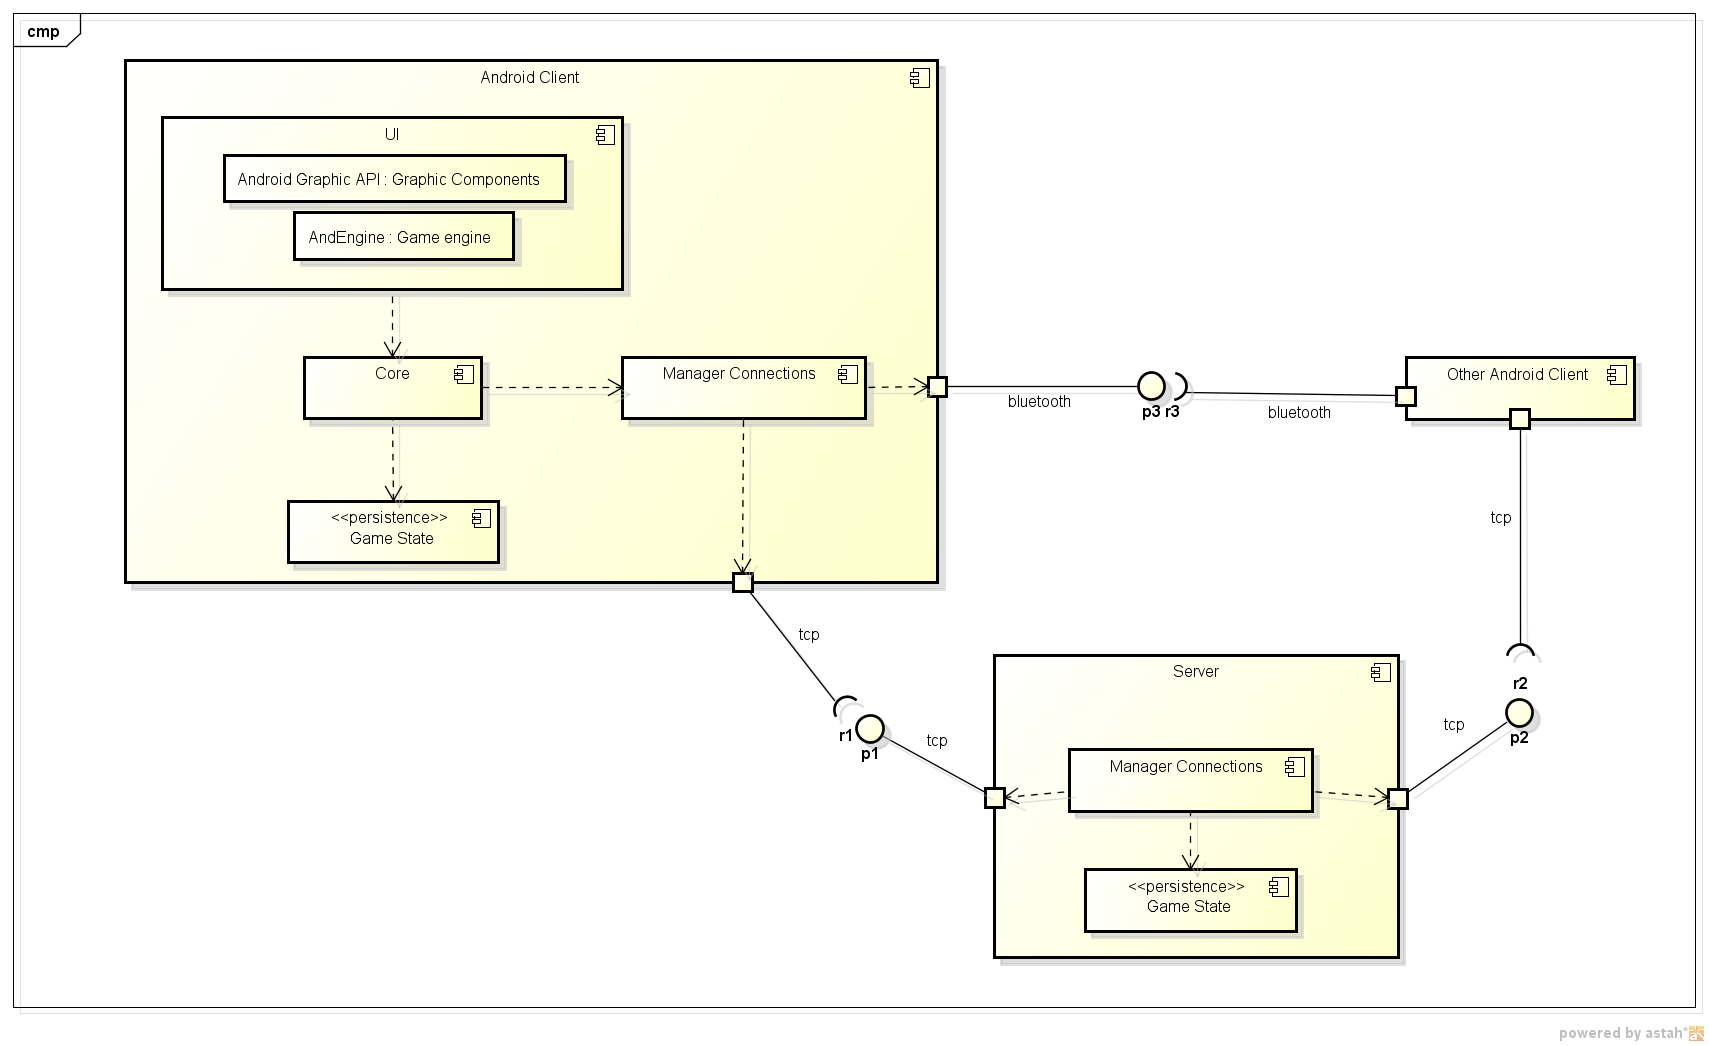 cmp
Android Client
UI
Android Graphic API : Graphic Components
AndEngine : Game engine
Core
Manager Connections
bluetooth
p3 r3
bluetooth
Other Android Client
<<persistence>>
Game State
tcp
tcp
r1
p1
tcp
r2
p2
tcp
Server
Manager Connections
<<persistence>>
Game State
powered by astah*